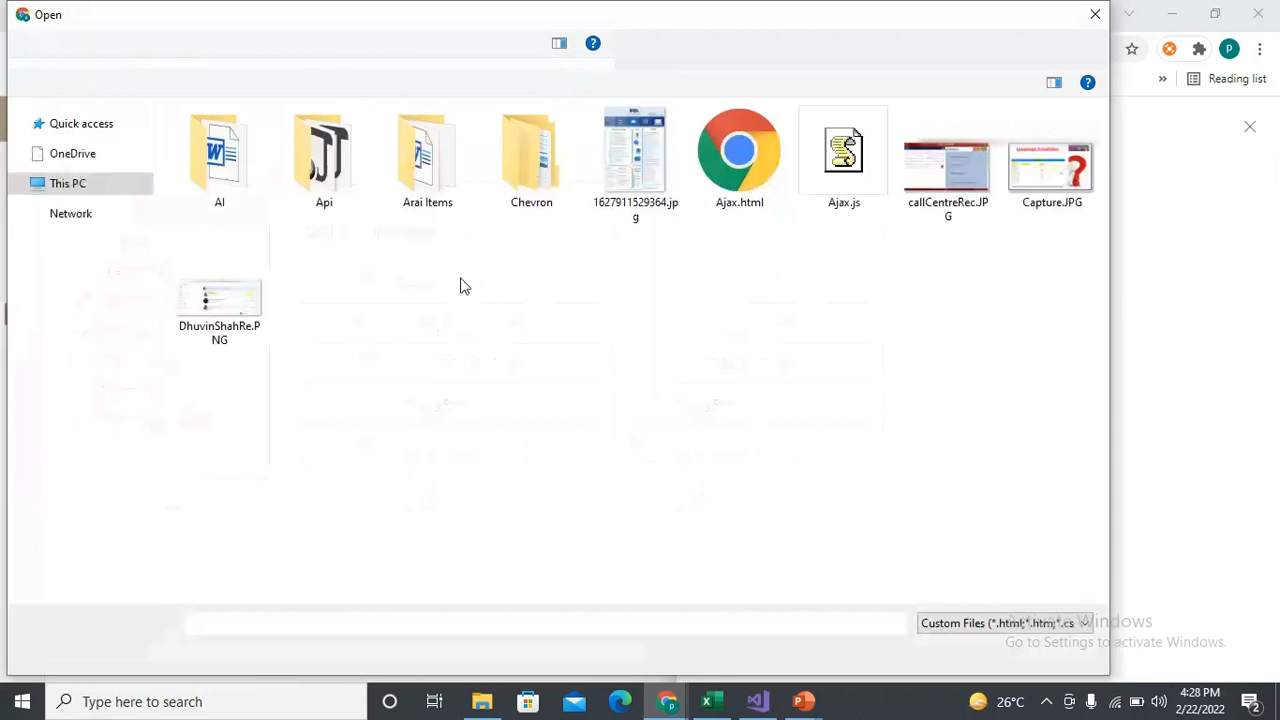 Open
Reading list
Quick access
OneDrive
This PC
Network
AI
Api
Arai Items
Chevron
1627911529364.jp
g
Ajax.html
Ajax.js
callCentreRec.JP
G
Capture.JPG
DhuvinShahRe.P
NG
Custom Files (*.html;*.htm;*.cs
Activate Windows
Go to Settings to activate Windows.
Type here to search
26°C
4:28 PM
2/22/2022
2